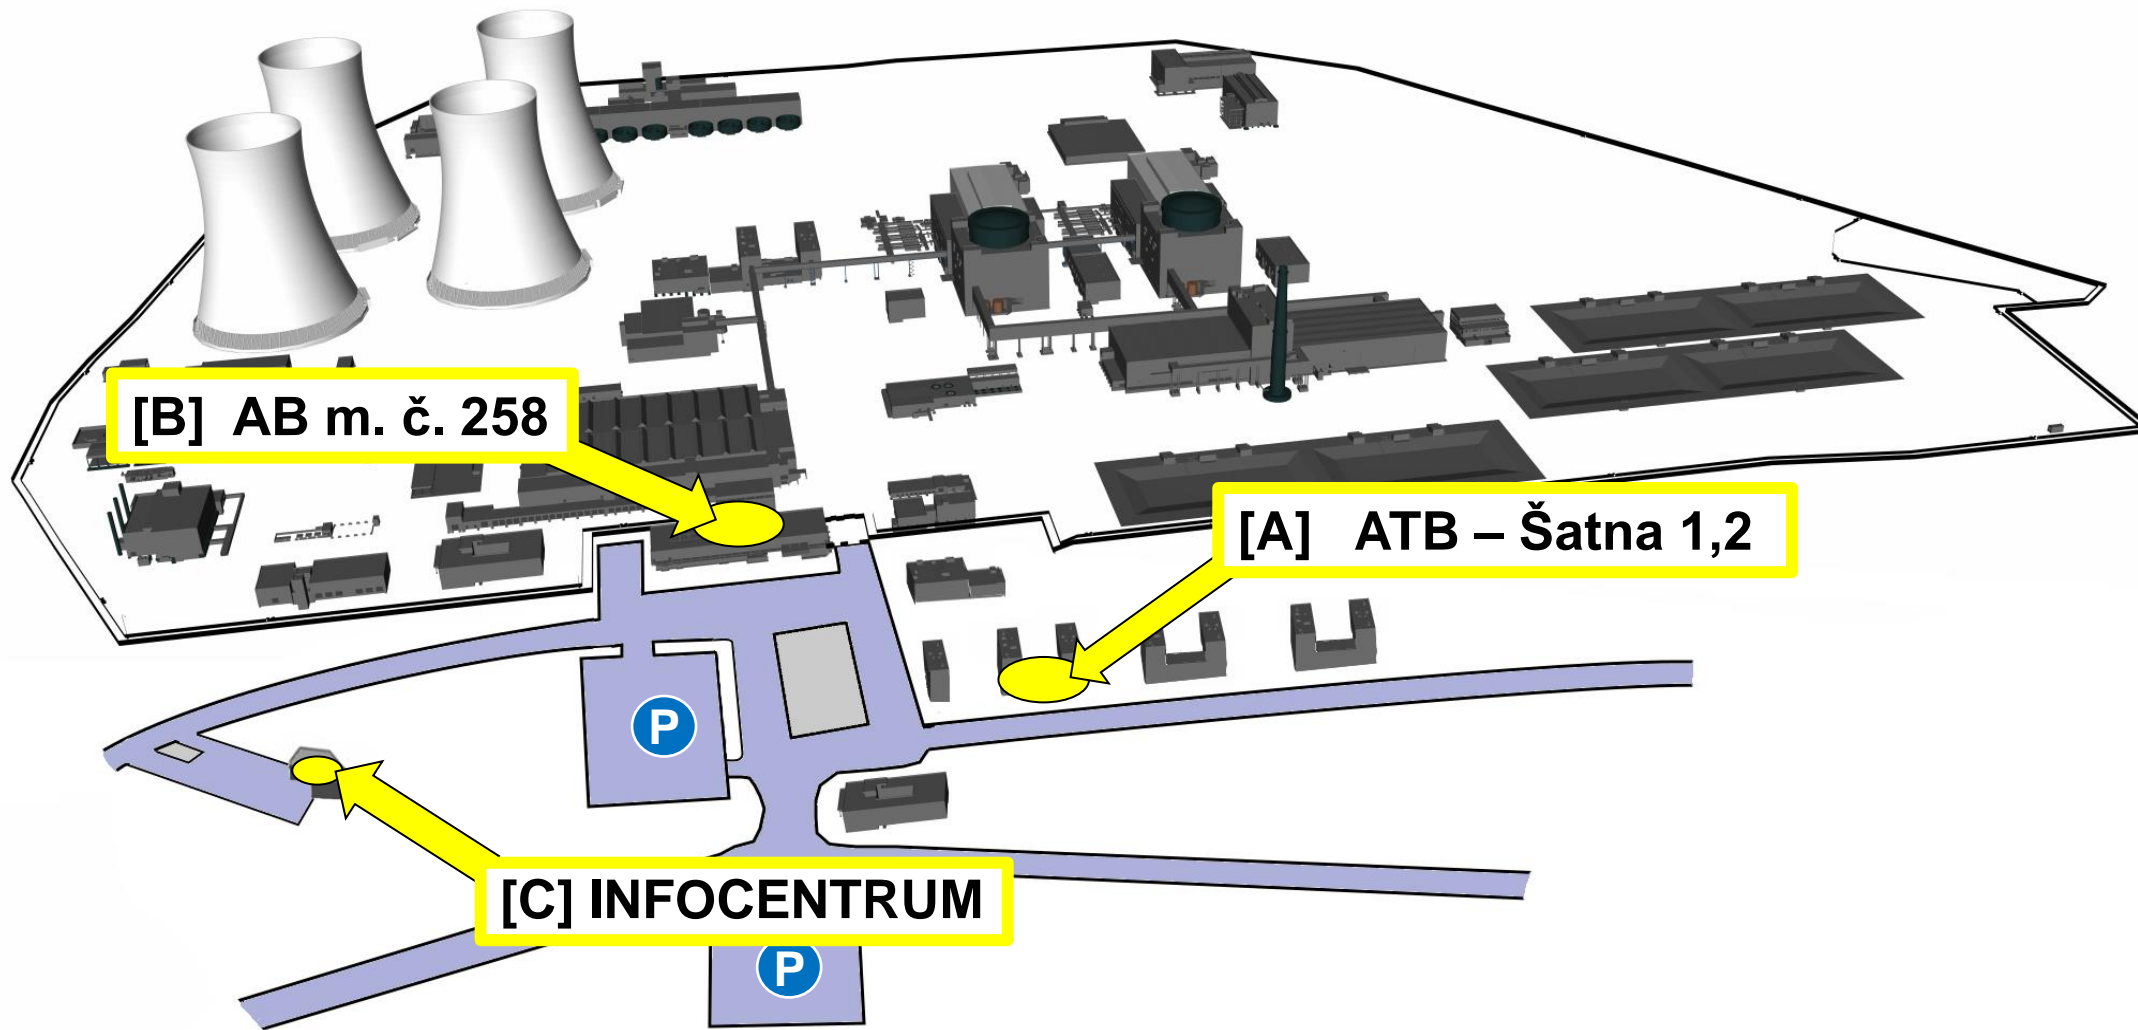 [B] AB m. č. 258
[A] ATB – Šatna 1,2
P
[C] INFOCENTRUM
P